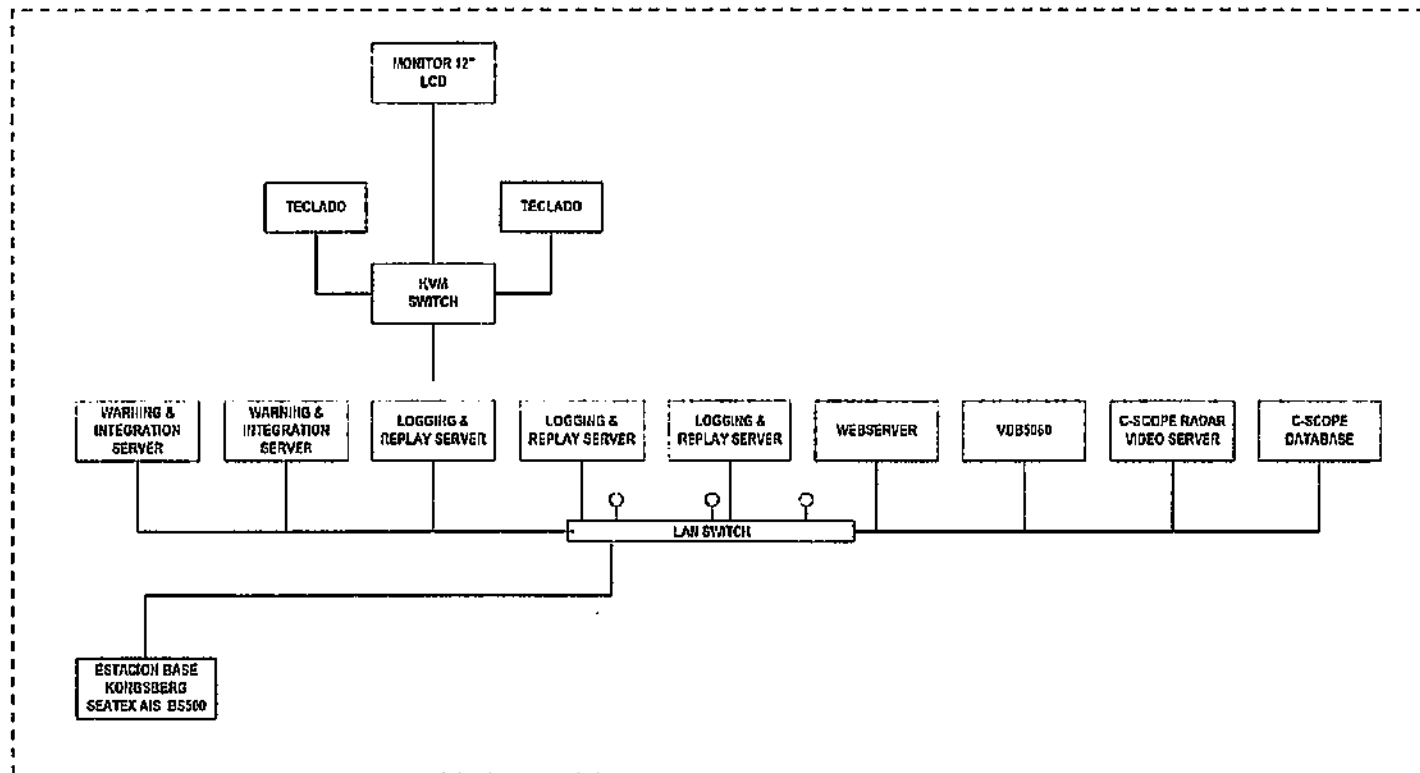 MONITOR 12"
LCD
TECLADO
TECLADO
KVM
SWITCH
WARNING &
INTEGRATION
SERVER
WARNING &
INTEGRATION
SERVER
LOGGING &
REPLAY SERVER
LOGGING &
REPLAY SERVER
LOGGING &
REPLAY SERVER
WEBSERVER
VDB5060
C-SCOPE RADAR
VIDEO SERVER
C-SCOPE
DATABASE
LAN SWITCH
ESTACION BASE
KONGSBERG
SEATEX AIS BS500